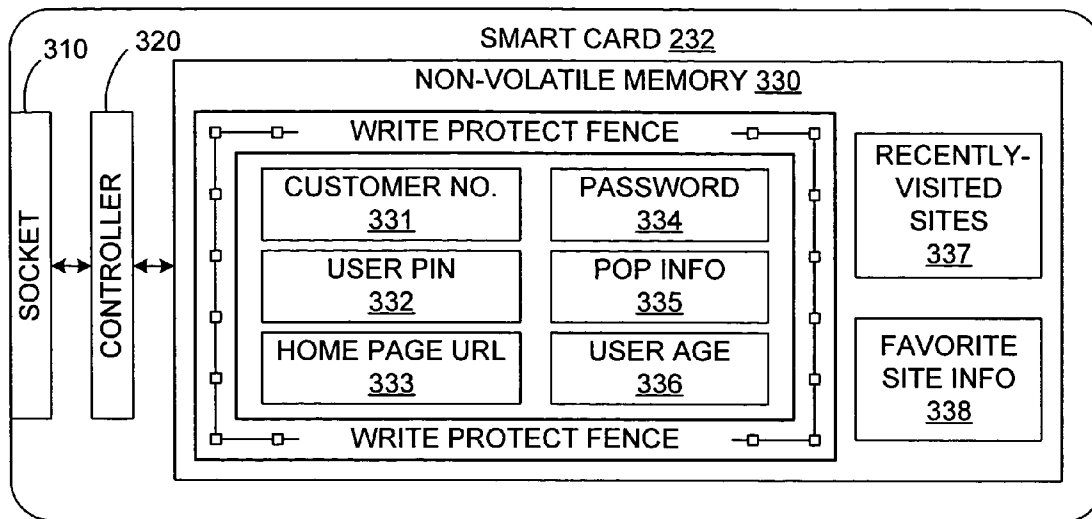 310
320
SMART CARD 232
NON-VOLATILE MEMORY 330
SOCKET
CONTROLLER
WRITE PROTECT FENCE
CUSTOMER NO.
331
PASSWORD
334
USER PIN
332
POP INFO
335
HOME PAGE URL
333
USER AGE
336
WRITE PROTECT FENCE
RECENTLY-
VISITED
SITES
337
FAVORITE
SITE INFO
338